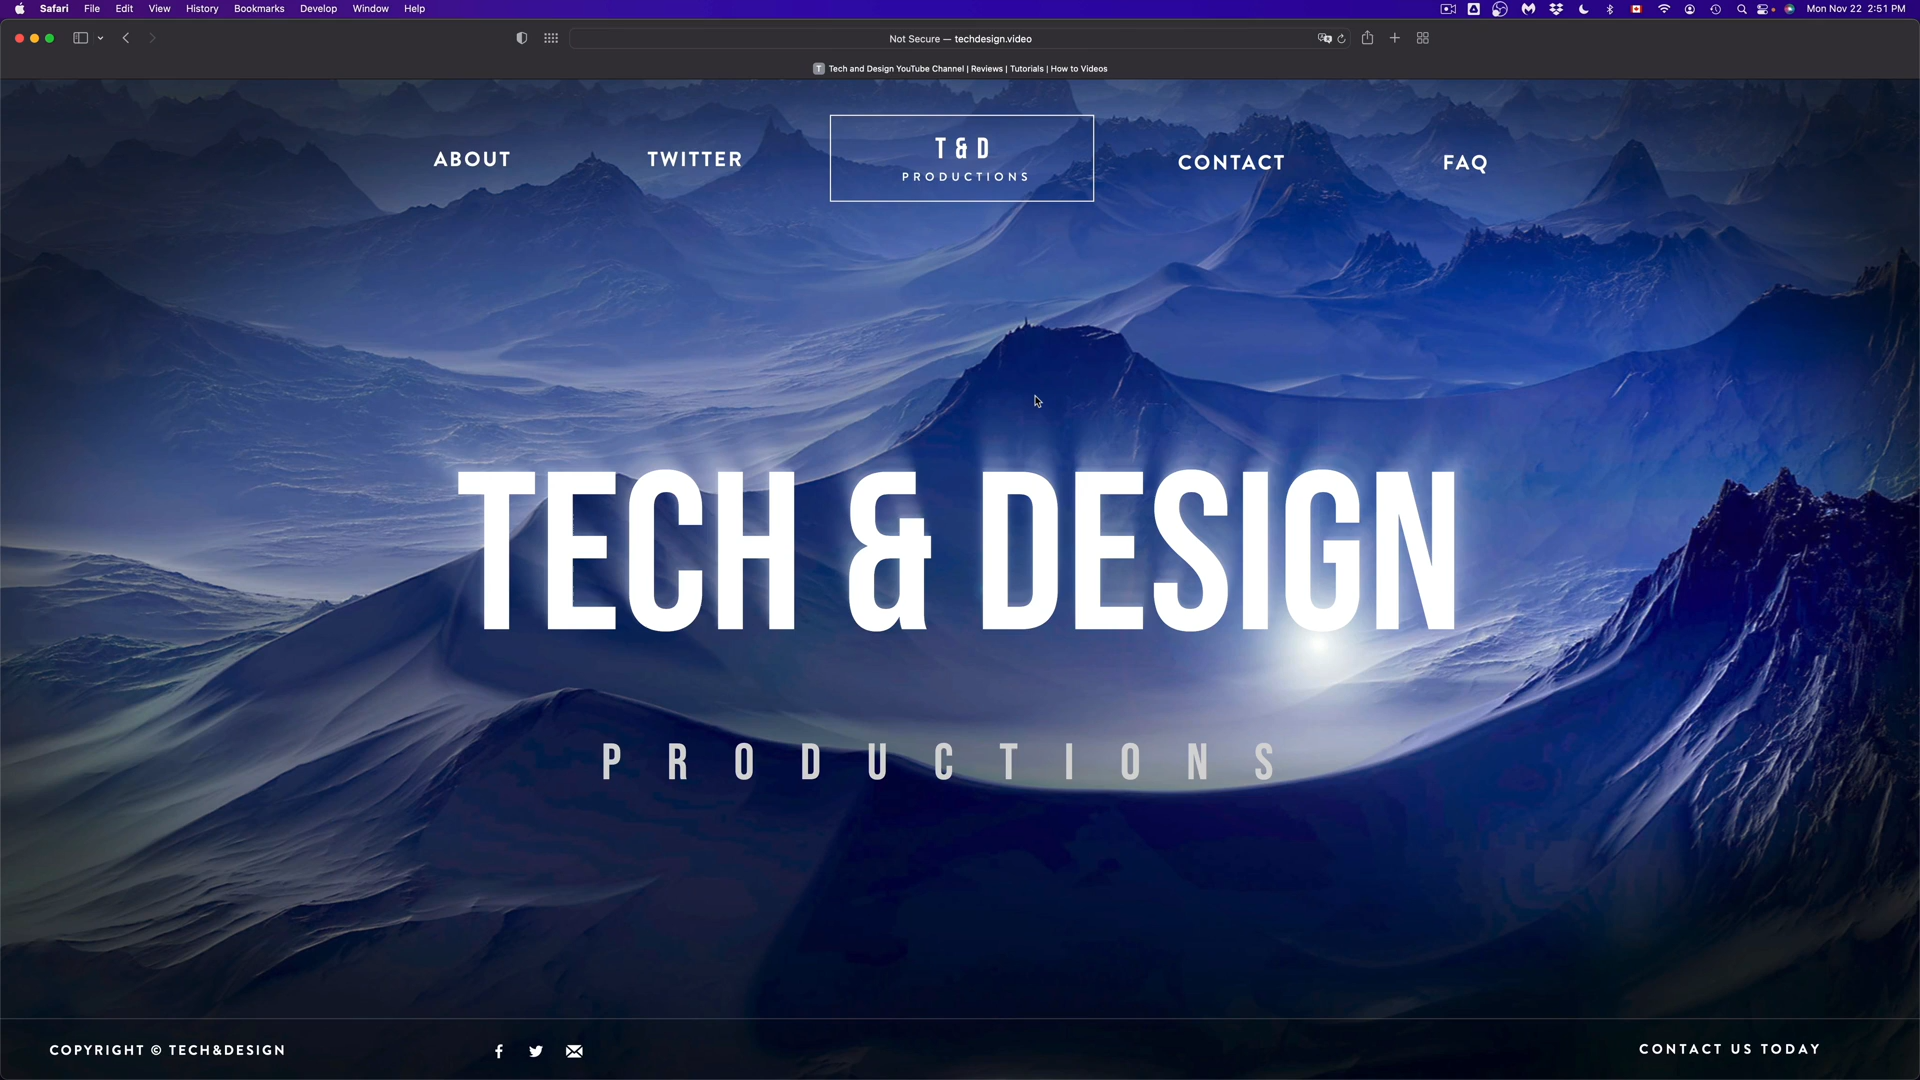 Safari File Edit View History Bookmarks Develop Window Help Mon Nov 22 2:51 PM
Not Secure — techdesign.video
T Tech and Design YouTube Channel | Reviews | Tutorials | How to Videos
ABOUT
TWITTER
T & D
PRODUCTIONS
CONTACT
FAQ
TECH & DESIGN
PRODUCTIONS
COPYRIGHT © TECH&DESIGN
CONTACT US TODAY